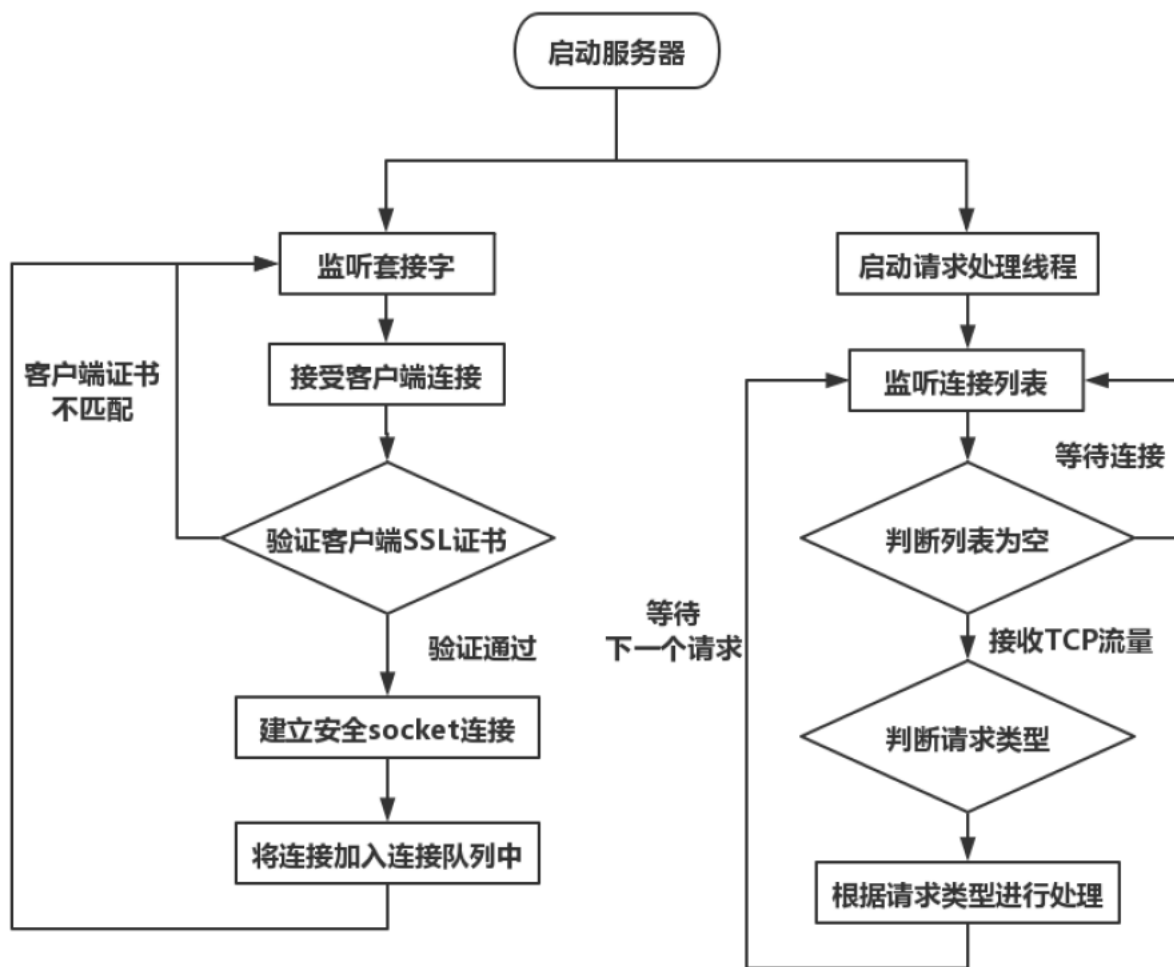 启动服务器
监听套接字
启动请求处理线程
客户端证书
不匹配
接受客户端连接
监听连接列表
等待连接
验证客户端SSL证书
判断列表为空
等待
下一个请求
验证通过
接收TCP流量
建立安全socket连接
判断请求类型
将连接加入连接队列中
根据请求类型进行处理